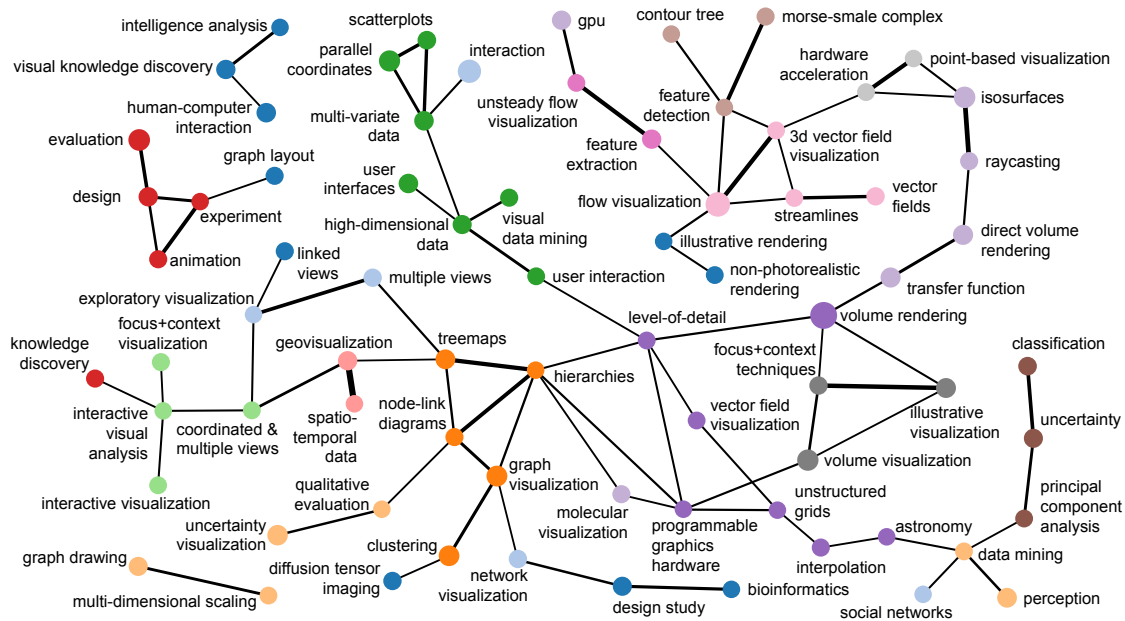 intelligence analysis
visual knowledge discovery
human-computer
interaction
evaluation
graph layout
design
experiment
animation
scatterplots
parallel
coordinates
interaction
multi-variate
data
user
interfaces
high-dimensional
data
visual
data mining
user interaction
gpu
unsteady flow
visualization
feature
extraction
contour tree
morse-smale complex
feature
detection
hardware
acceleration
point-based visualization
isosurfaces
3d vector field
visualization
raycasting
flow visualization
streamlines
vector
fields
illustrative rendering
non-photorealistic
rendering
direct volume
rendering
transfer function
volume rendering
level-of-detail
linked
views
multiple views
exploratory visualization
focus+context
visualization
knowledge
discovery
geovisualization
treemaps
hierarchies
interactive
visual
analysis
coordinated &
multiple views
spatio-
temporal
data
node-link
diagrams
interactive visualization
qualitative
evaluation
uncertainty
visualization
graph
visualization
graph drawing
multi-dimensional scaling
clustering
diffusion tensor
imaging
network
visualization
design study
bioinformatics
molecular
visualization
programmable
graphics
hardware
vector field
visualization
focus+context
techniques
illustrative
visualization
volume visualization
unstructured
grids
interpolation
astronomy
data mining
social networks
perception
classification
uncertainty
principal
component
analysis